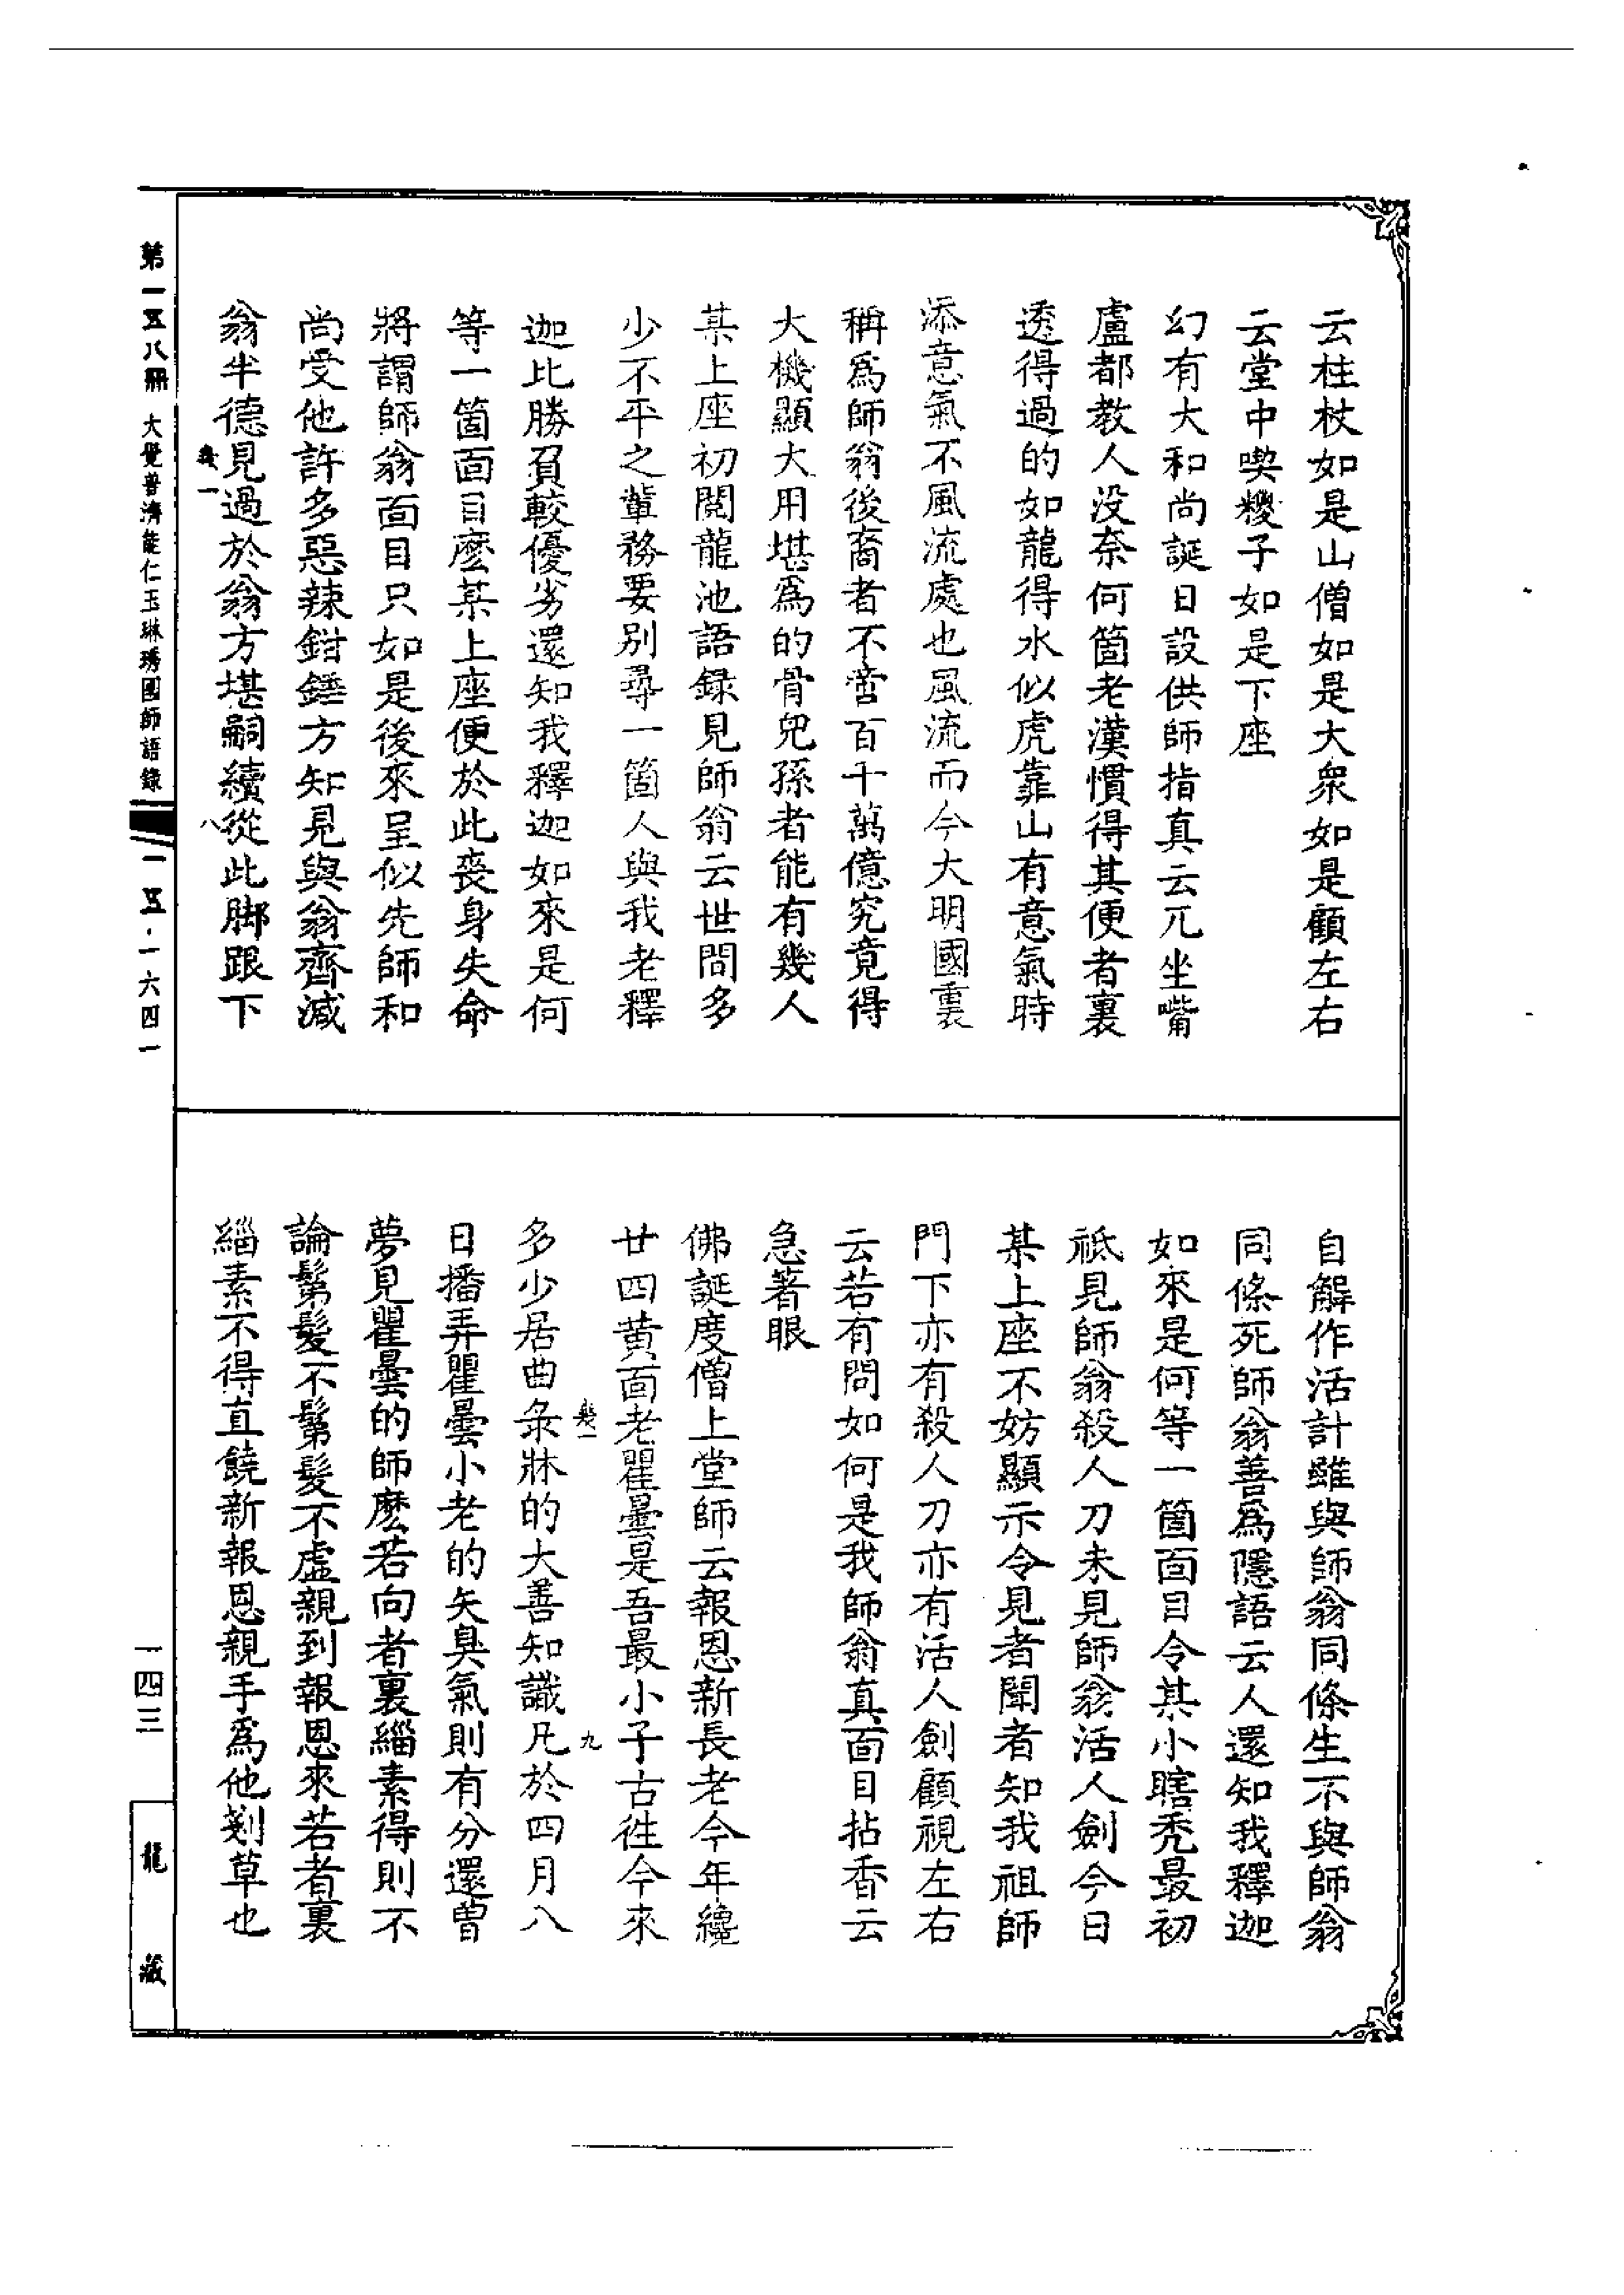 云柱杖如是山僧如是大衆如是顧左右
云堂中喫糉子如是下座
幻有大和尚誕日設供師指真云兀坐嘴
盧都教人没奈何箇老漢慣得其便者裏
透得過的如龍得水似虎靠山有意氣時
添意氣不風流處也風流而今大明國裏
稱爲師翁後裔者不啻百千萬億究竟得
大機顯大用堪爲的骨兒孫者能有幾人
某上座初閱龍池語録見師翁云世間多
少不平之輩務要别尋一箇人與我老釋
迦比勝負較優劣還知我釋迦如來是何
等一箇面目麽某上座便於此喪身失命
將謂師翁面目只如是後來呈似先師和
尚受他許多惡辣鉗錘方知見與翁齊減
翁半德見過於翁方堪嗣續從此脚跟下
自解作活計雖與師翁同條生不與師翁
同條死師翁善爲隱語云人還知我釋迦
如來是何等一箇面目令某小瞎秃最初
祗見師翁殺人刀未見師翁活人劍今日
某上座不妨顯示令見者聞者知我祖師
門下亦有殺人刀亦有活人劍顧視左右
云若有問如何是我師翁真面目拈香云
急著眼
佛誕度僧上堂師云報恩新長老今年纔
廿四黄面老瞿曇是吾最小子古徃今來
多少居曲彔牀的大善知識凡於四月八
日播弄瞿曇小老的矢臭氣則有分還曾
夢見瞿曇的師麽若向者裏緇素得則不
論鬀髮不鬀髮不虚親到報恩來若者裏
緇素不得直饒新報恩親手爲他剗草也
第一五八冊 大覺普濟能仁玉琳琇國師語錄 一五·一六四一
一四三
龍藏
八
九